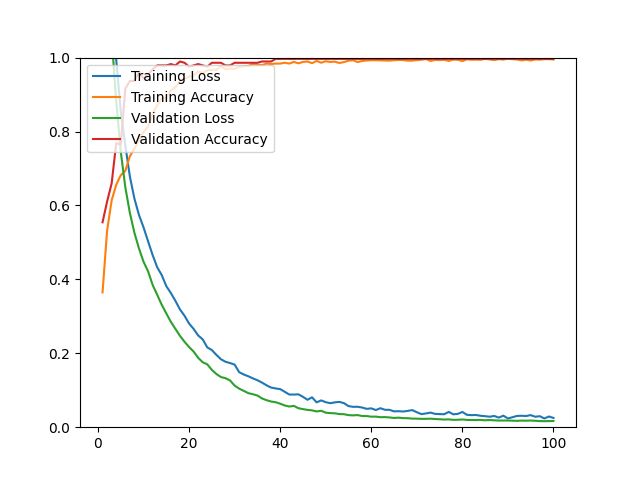 1.0
0.8
0.6
0.4
0.2
0.0
Training Loss
Training Accuracy
Validation Loss
Validation Accuracy
0 20 40 60 80 100